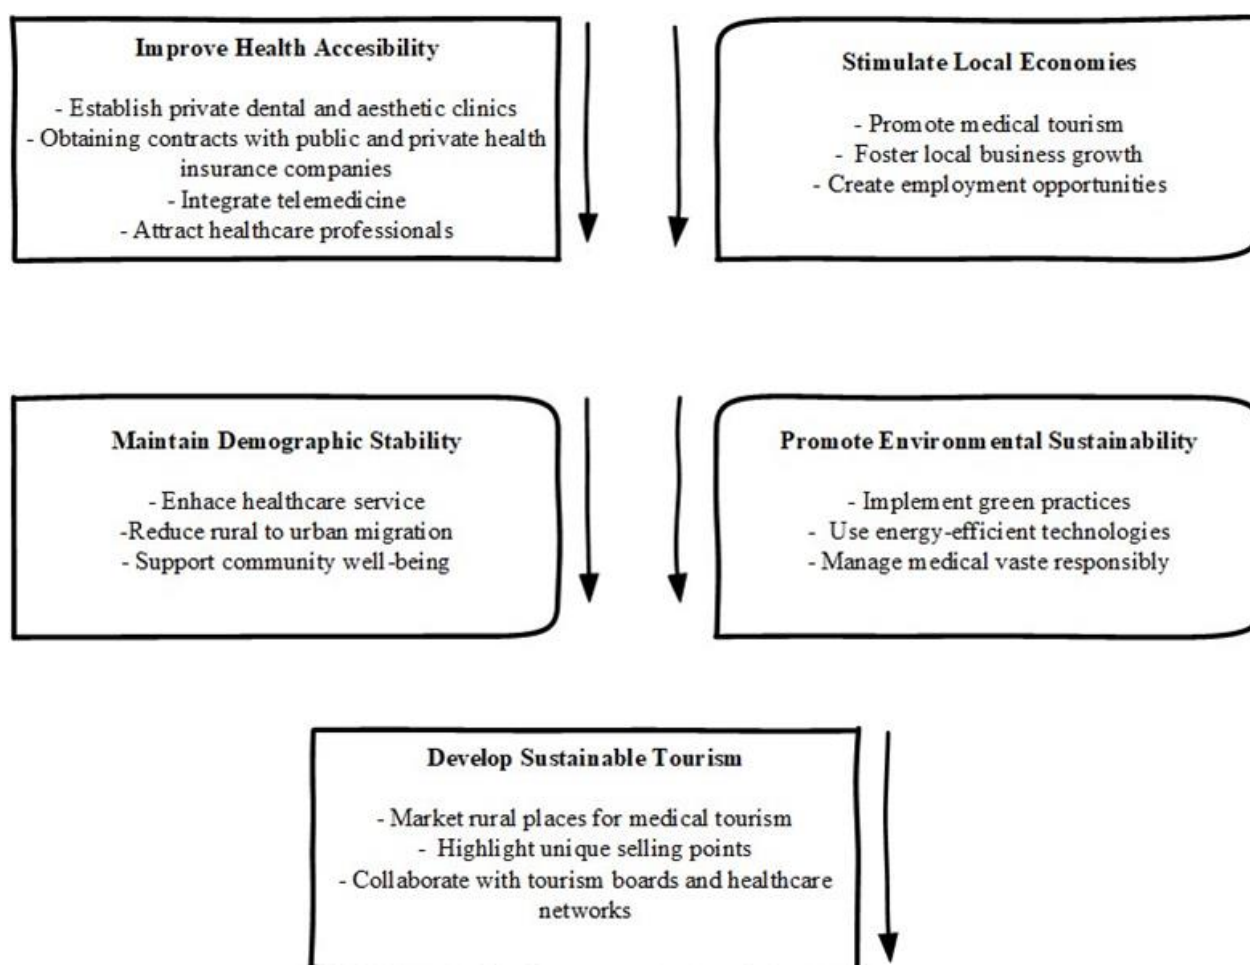 Improve Health Accesibility
- Establish private dental and aesthetic clinics
- Obtaining contracts with public and private health
insurance companies
- Integrate telemedicine
- Attract healthcare professionals
Stimulate Local Economies
- Promote medical tourism
- Foster local business growth
- Create employment opportunities
Maintain Demographic Stability
- Enhace healthcare service
-Reduce rural to urban migration
- Support community well-being
Promote Environmental Sustainability
- Implement green practices
- Use energy-efficient technologies
- Manage medical vaste responsibly
Develop Sustainable Tourism
- Market rural places for medical tourism
- Highlight unique selling points
- Collaborate with tourism boards and healthcare
networks